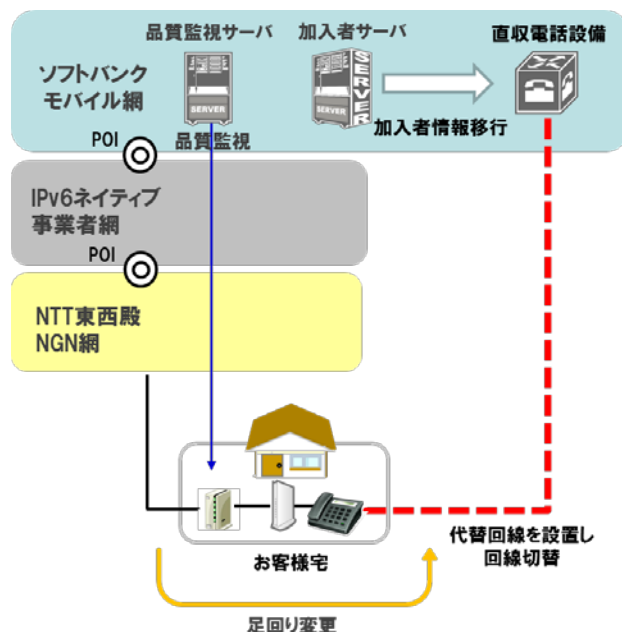 品質監視サーバ
加入者サーバ
直収電話設備
ソフトバンク
モバイル網
SERVER
SERVER
SERVER
品質監視
加入者情報移行
POI
IPv6ネイティブ
事業者網
POI
NTT東西殿
NGN網
代替回線を設置し
回線切替
お客様宅
足回り変更